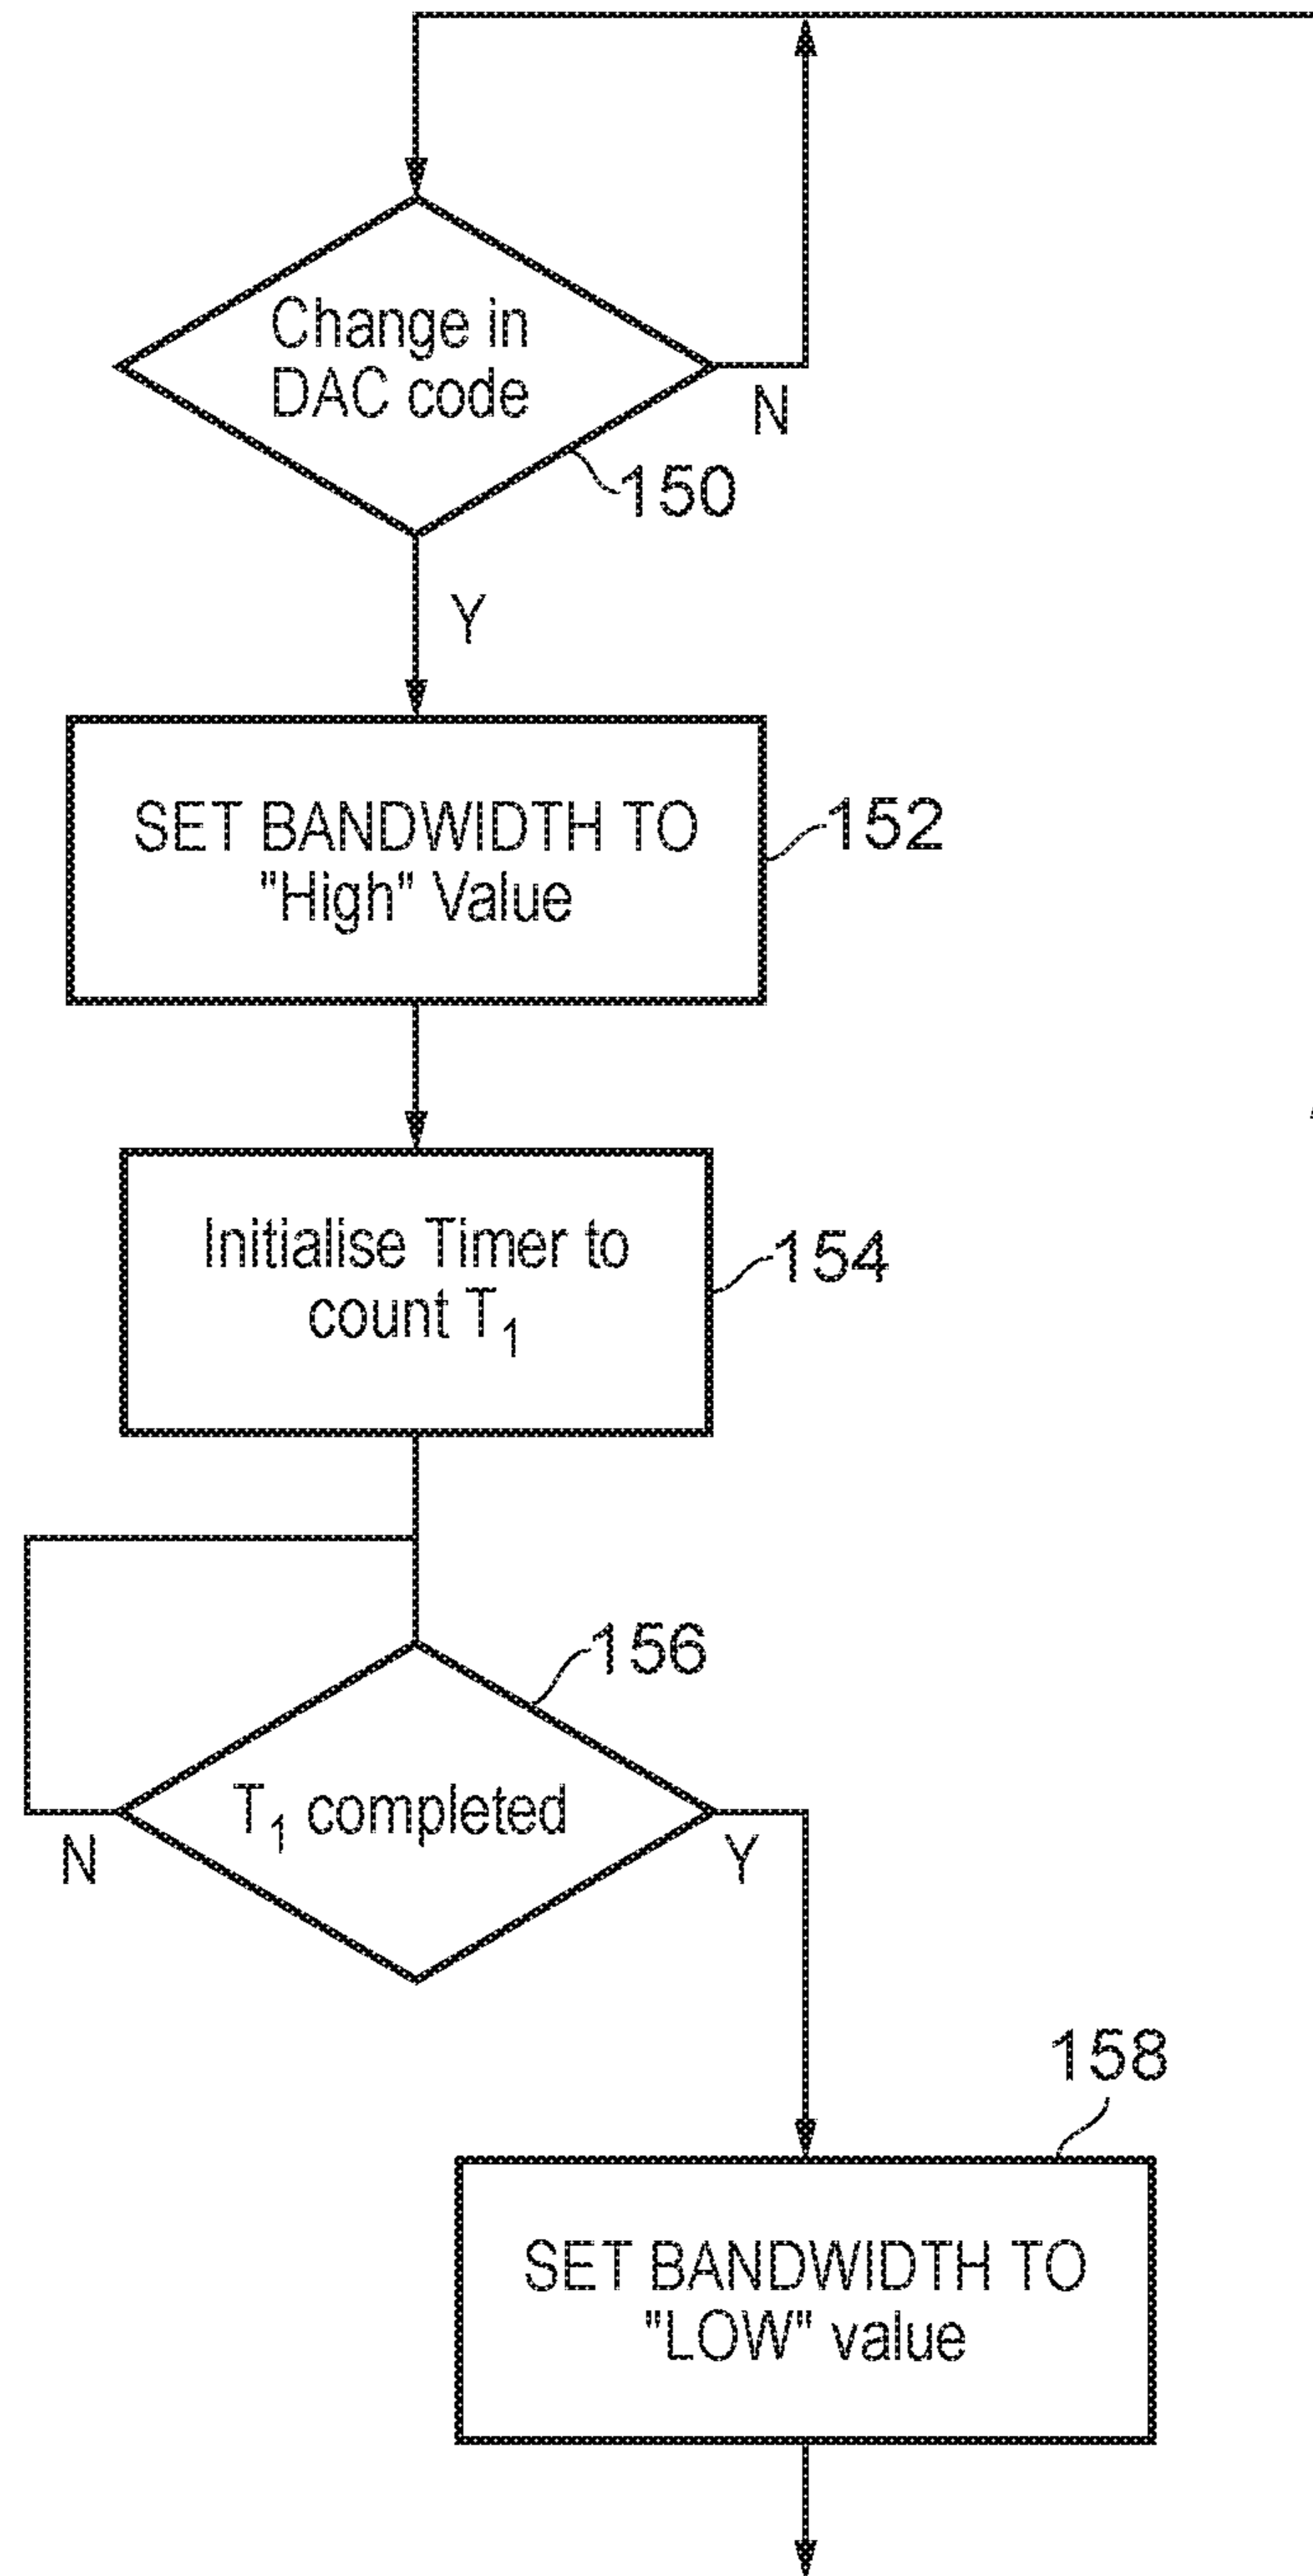 Change in
DAC code
N
150
Y
SET BANDWIDTH TO
"High" Value
152
Initialise Timer to
count T₁
154
156
T₁ completed
N
Y
158
SET BANDWIDTH TO
"LOW" value